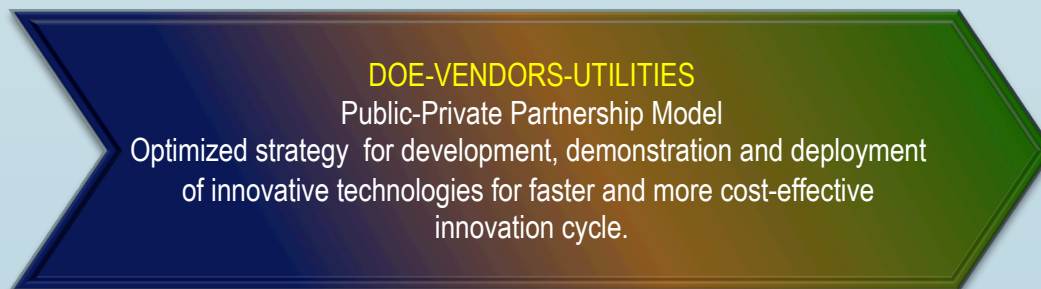 DOE-VENDORS-UTILITIES
Public-Private Partnership Model
Optimized strategy for development, demonstration and deployment
of innovative technologies for faster and more cost-effective
innovation cycle.